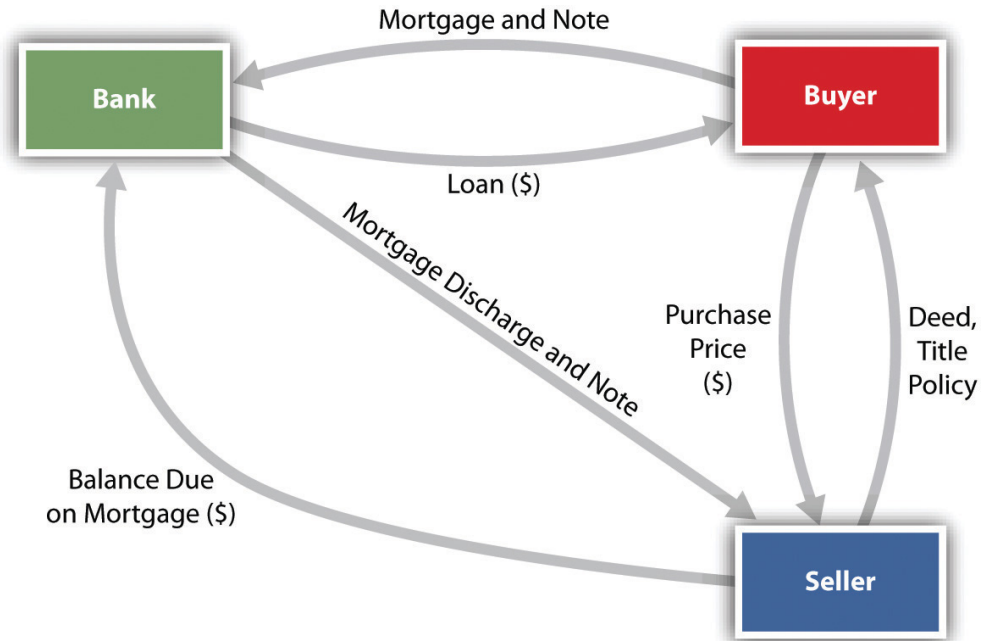 Mortgage and Note
Bank
Buyer
Loan ($)
Mortgage Discharge and Note
Purchase
Price
($)
Deed,
Title
Policy
Balance Due
on Mortgage ($)
Seller